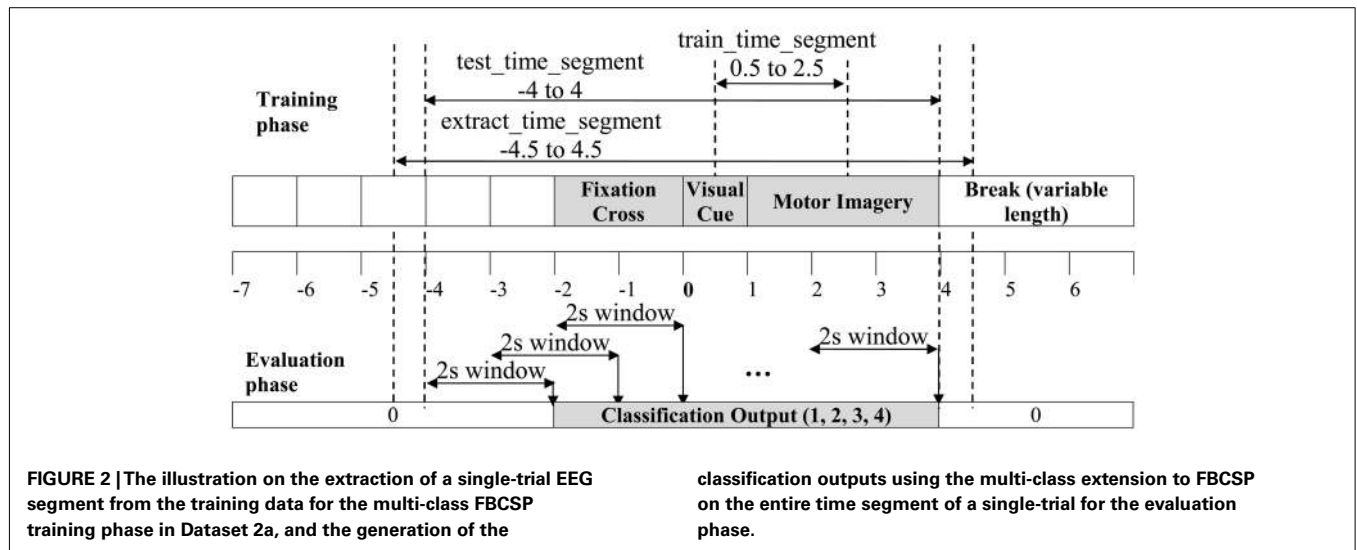 train_time_segment
0.5 to 2.5
test_time_segment
-4 to 4
Training
phase
extract_time_segment
-4.5 to 4.5
Fixation
Cross
Visual
Cue
Motor Imagery
Break (variable
length)
-7 -6 -5 -4 -3 -2 -1 0 1 2 3 4 5 6
2s window
2s window
2s window
2s window
...
Evaluation
phase
0
Classification Output (1, 2, 3, 4)
0
FIGURE 2 | The illustration on the extraction of a single-trial EEG
segment from the training data for the multi-class FBCSP
training phase in Dataset 2a, and the generation of the
classification outputs using the multi-class extension to FBCSP
on the entire time segment of a single-trial for the evaluation
phase.